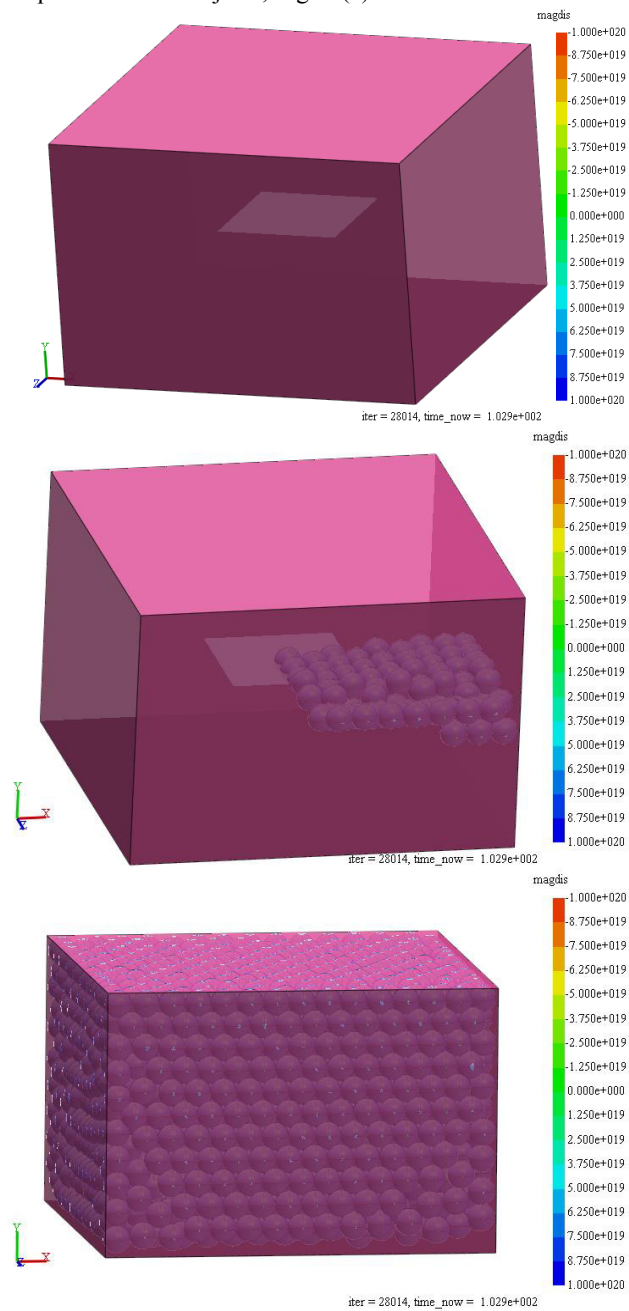 magdis
-1.000e+020
-8.750e+019
-7.500e+019
-6.250e+019
-5.000e+019
-3.750e+019
-2.500e+019
-1.250e+019
0.000e+000
1.250e+019
2.500e+019
3.750e+019
5.000e+019
6.250e+019
7.500e+019
8.750e+019
1.000e+020
Y
Z
iter = 28014, time_now = 1.029e+002
magdis
-1.000e+020
-8.750e+019
-7.500e+019
-6.250e+019
-5.000e+019
-3.750e+019
-2.500e+019
-1.250e+019
0.000e+000
1.250e+019
2.500e+019
3.750e+019
5.000e+019
6.250e+019
7.500e+019
8.750e+019
1.000e+020
Y
X
Z
iter = 28014, time_now = 1.029e+002
magdis
-1.000e+020
-8.750e+019
-7.500e+019
-6.250e+019
-5.000e+019
-3.750e+019
-2.500e+019
-1.250e+019
0.000e+000
1.250e+019
2.500e+019
3.750e+019
5.000e+019
6.250e+019
7.500e+019
8.750e+019
1.000e+020
Y
X
Z
iter = 28014, time_now = 1.029e+002